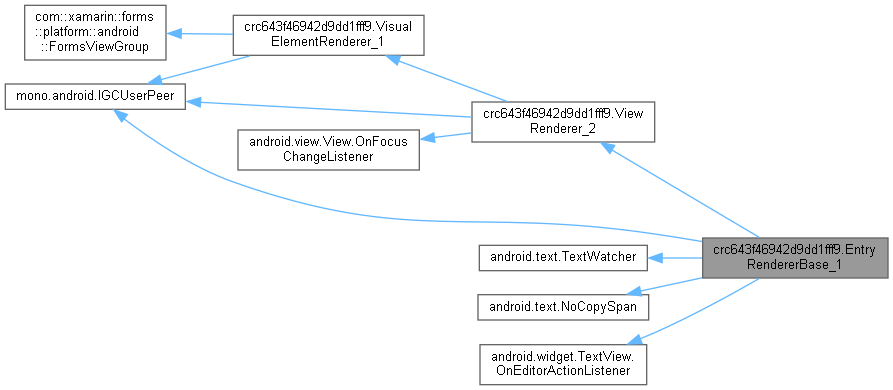 com::xamarin::forms
::platform::android
::FormsViewGroup
crc643f46942d9dd1fff9.Visual
ElementRenderer_1
mono.android.IGCUserPeer
crc643f46942d9dd1fff9.View
Renderer_2
android.view.View.OnFocus
ChangeListener
crc643f46942d9dd1fff9.Entry
RendererBase_1
android.text.TextWatcher
android.text.NoCopySpan
android.widget.TextView.
OnEditorActionListener